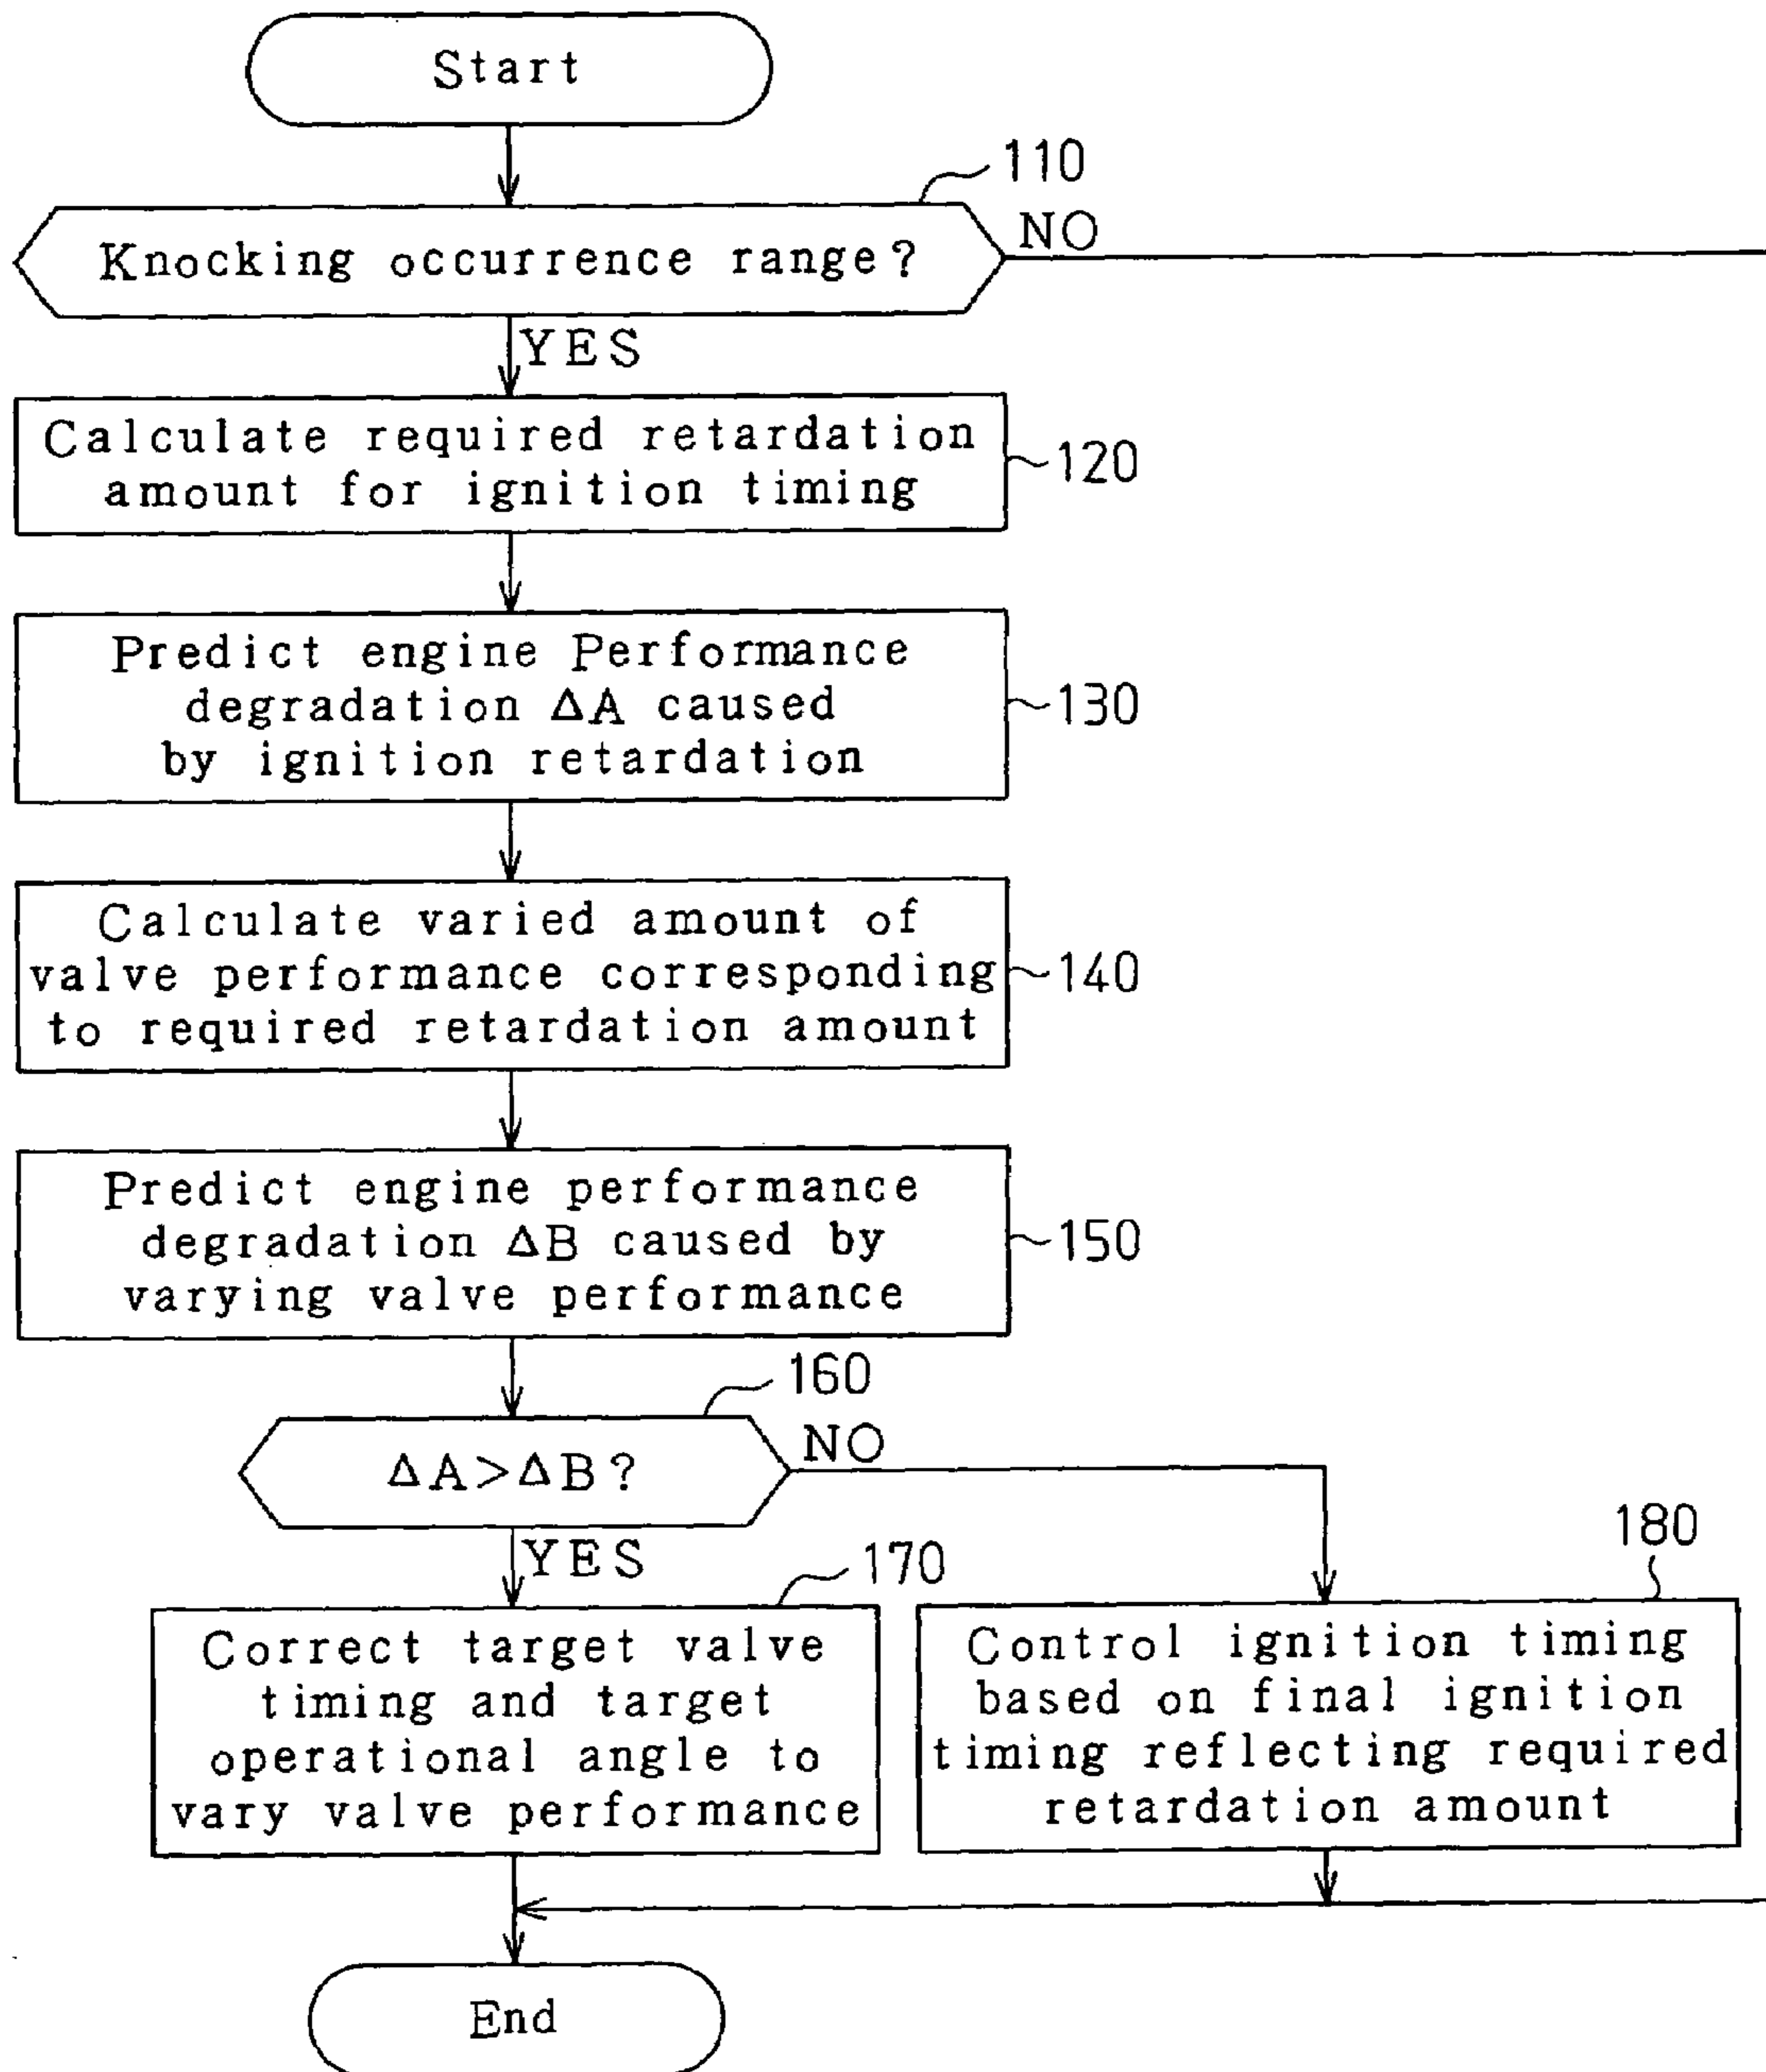 Start
110
Knocking occurrence range?
NO
YES
Calculate required retardation
amount for ignition timing
120
Predict engine Performance
degradation ΔA caused
by ignition retardation
130
Calculate varied amount of
valve performance corresponding
to required retardation amount
140
Predict engine performance
degradation ΔB caused by
varying valve performance
150
160
ΔA>ΔB?
NO
YES
170
180
Correct target valve
timing and target
operational angle to
vary valve performance
Control ignition timing
based on final ignition
timing reflecting required
retardation amount
End